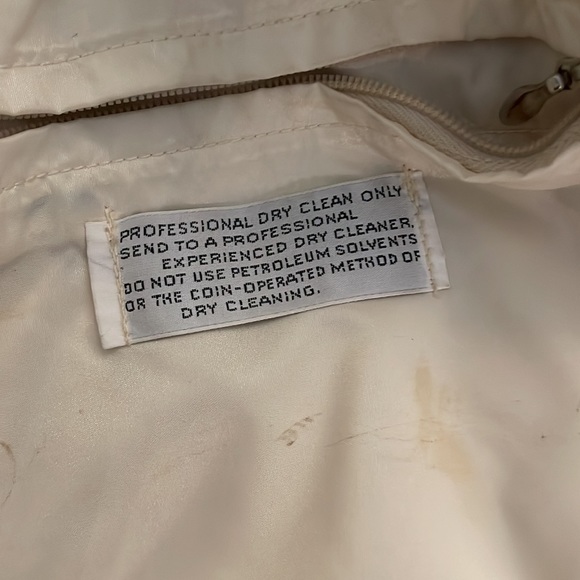 PROFESSIONAL DRY CLEAN ONLY
SEND TO A PROFESSIONAL
EXPERIENCED DRY CLEANER.
DO NOT USE PETROLEUM SOLVENTS
OR THE COIN-OPERATED METHOD OF
DRY CLEANING.